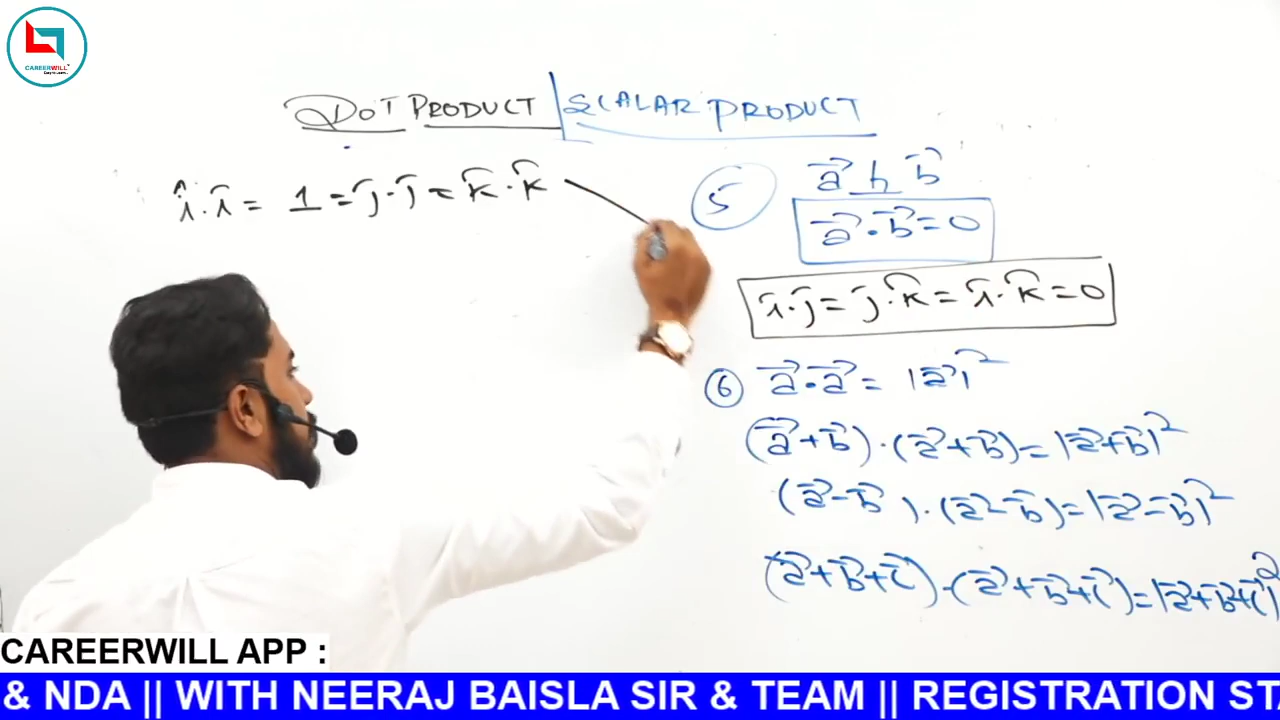 CAREERWILL
DOT PRODUCT | SCALAR PRODUCT
î.î = 1 = ĵ.ĵ = k̂.k̂
5
a⃗ ⊥ b⃗
a⃗.b⃗ = 0
î.ĵ = ĵ.k̂ = î.k̂ = 0
6 a⃗.a⃗ = |a⃗|²
(a⃗+b⃗).(a⃗+b⃗) = |a⃗+b⃗|²
(a⃗-b⃗).(a⃗-b⃗) = |a⃗-b⃗|²
(a⃗+b⃗+c⃗).(a⃗+b⃗+c⃗) = |a⃗+b⃗+c⃗|²
CAREERWILL APP :
& NDA || WITH NEERAJ BAISLA SIR & TEAM || REGISTRATION STA